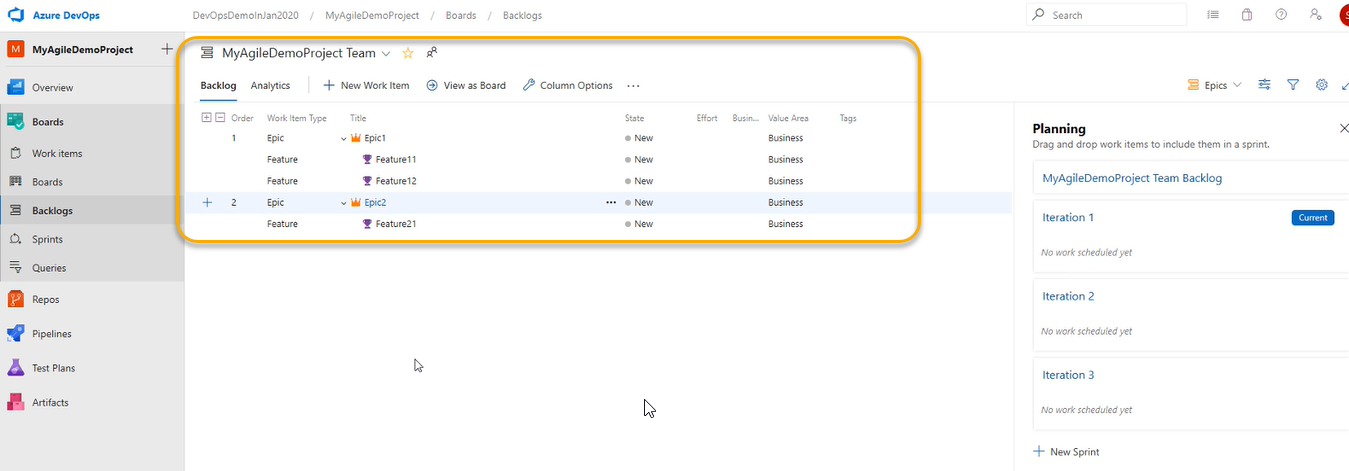 Azure DevOps DevOpsDemoInJan2020 / MyAgileDemoProject / Boards / Backlogs Search S
M MyAgileDemoProject
MyAgileDemoProject Team
Overview
Boards
Work items
Boards
Backlogs
Sprints
Queries
Repos
Pipelines
Test Plans
Artifacts
Backlog Analytics New Work Item View as Board Column Options ... Epics
Order Work Item Type Title State Effort Busin... Value Area Tags
1 Epic Epic1 New Business
Feature Feature11 New Business
Feature Feature12 New Business
2 Epic Epic2 ... New Business
Feature Feature21 New Business
Planning
Drag and drop work items to include them in a sprint.
MyAgileDemoProject Team Backlog
Iteration 1 Current
No work scheduled yet
Iteration 2
No work scheduled yet
Iteration 3
No work scheduled yet
New Sprint